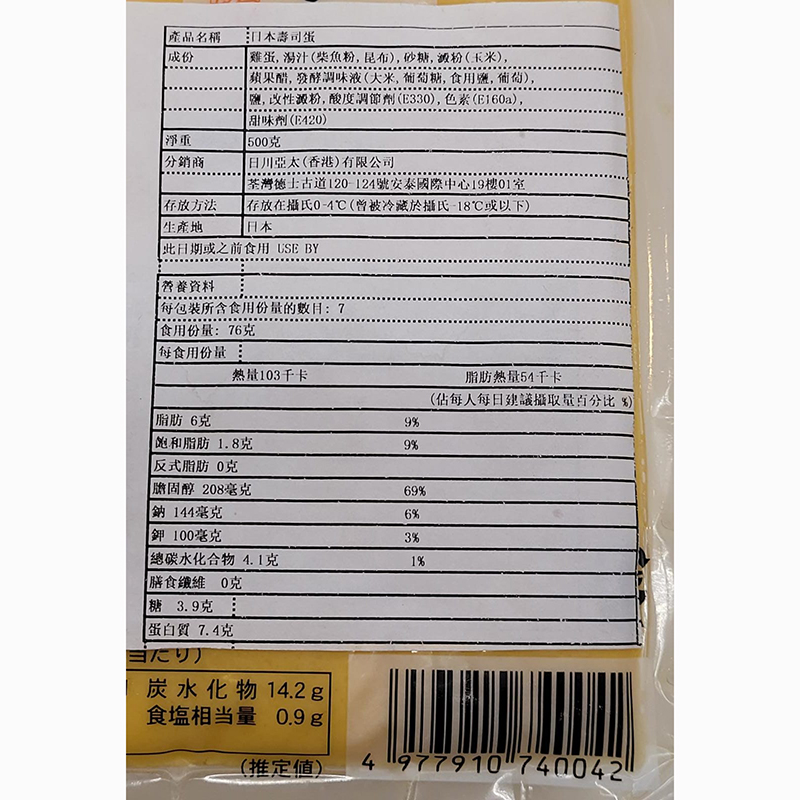 產品名稱 日本壽司蛋
成份 雞蛋,湯汁(柴魚粉,昆布),砂糖,澱粉(玉米),
蘋果醋,發酵調味液(大米,葡萄糖,食用鹽,葡萄),
鹽,改性澱粉,酸度調節劑(E330),色素(E160a),
甜味劑(E420)
淨重 500克
分銷商 日川亞太(香港)有限公司
荃灣德士古道120-124號安泰國際中心19樓01室
存放方法 存放在攝氏0-4℃(曾被冷藏於攝氏-18℃或以下)
生產地 日本
此日期或之前食用 USE BY
營養資料
每包裝所含食用份量的數目: 7
食用份量: 76克
每食用份量
熱量103千卡 脂肪熱量54千卡
(佔每人每日建議攝取量百分比 %)
脂肪 6克 9%
飽和脂肪 1.8克 9%
反式脂肪 0克
膽固醇 208毫克 69%
鈉 144毫克 6%
鉀 100毫克 3%
總碳水化合物 4.1克 1%
膳食纖維 0克
糖 3.9克
蛋白質 7.4克
当たり)
炭水化物 14.2g
食塩相当量 0.9g
(推定値)
4 977910 740042